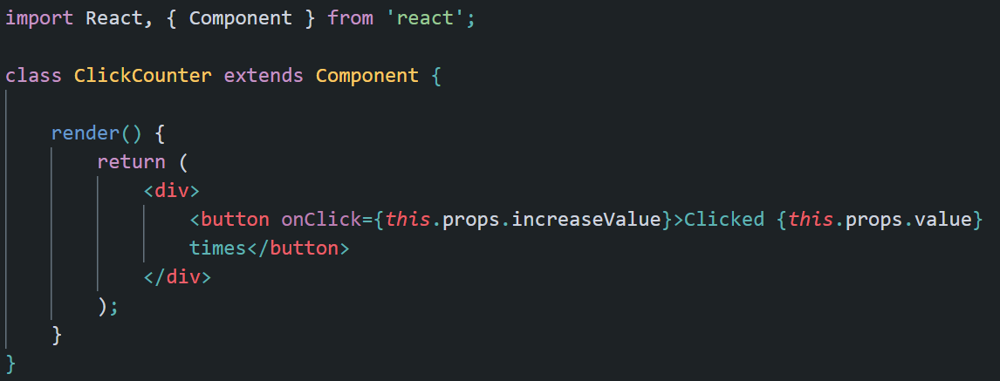 import React, { Component } from 'react';
class ClickCounter extends Component {
render() {
return (
<div>
<button onClick={this.props.increaseValue}>Clicked {this.props.value}
times</button>
</div>
);
}
}